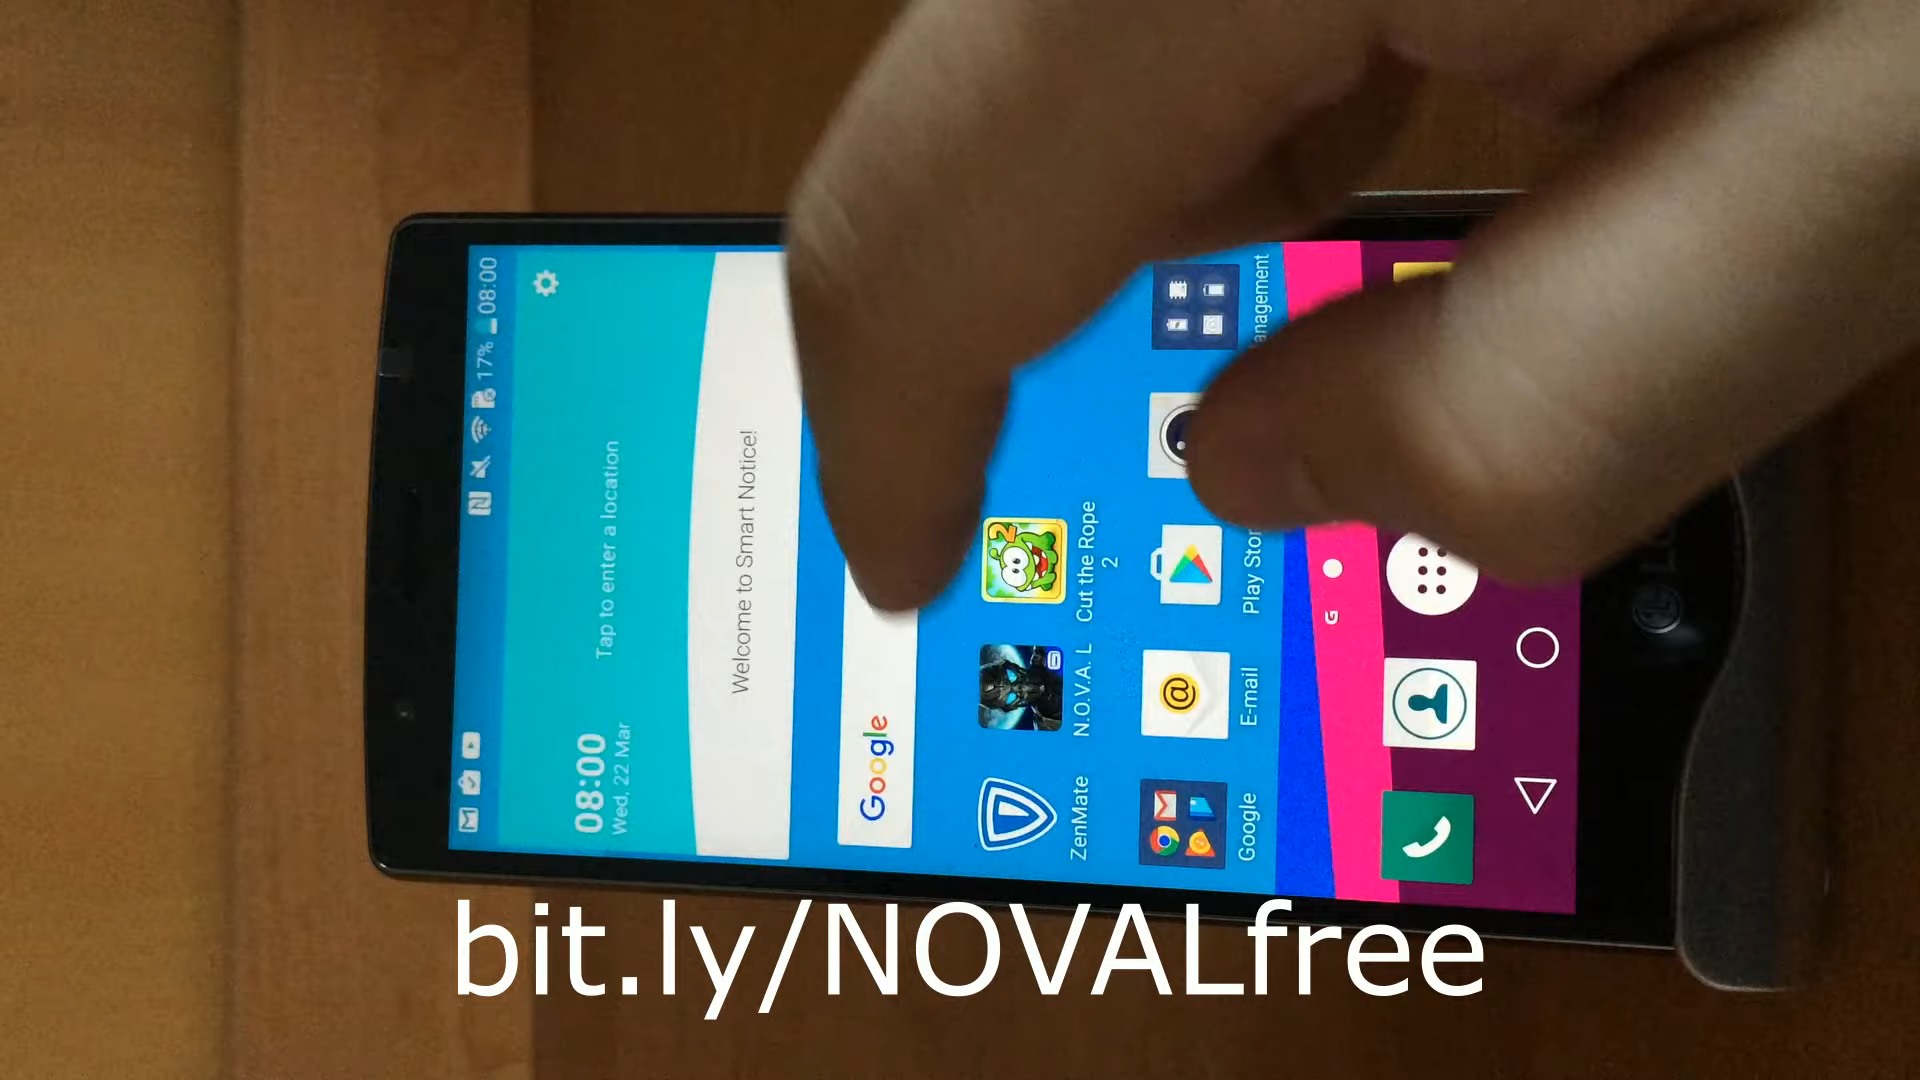 17% 08:00
08:00
Wed, 22 Mar
Tap to enter a location
Welcome to Smart Notice!
Google
ZenMate
N.O.V.A. L
Cut the Rope
2
Google
E-mail
Play Stor
anagement
G
bit.ly/NOVALfree